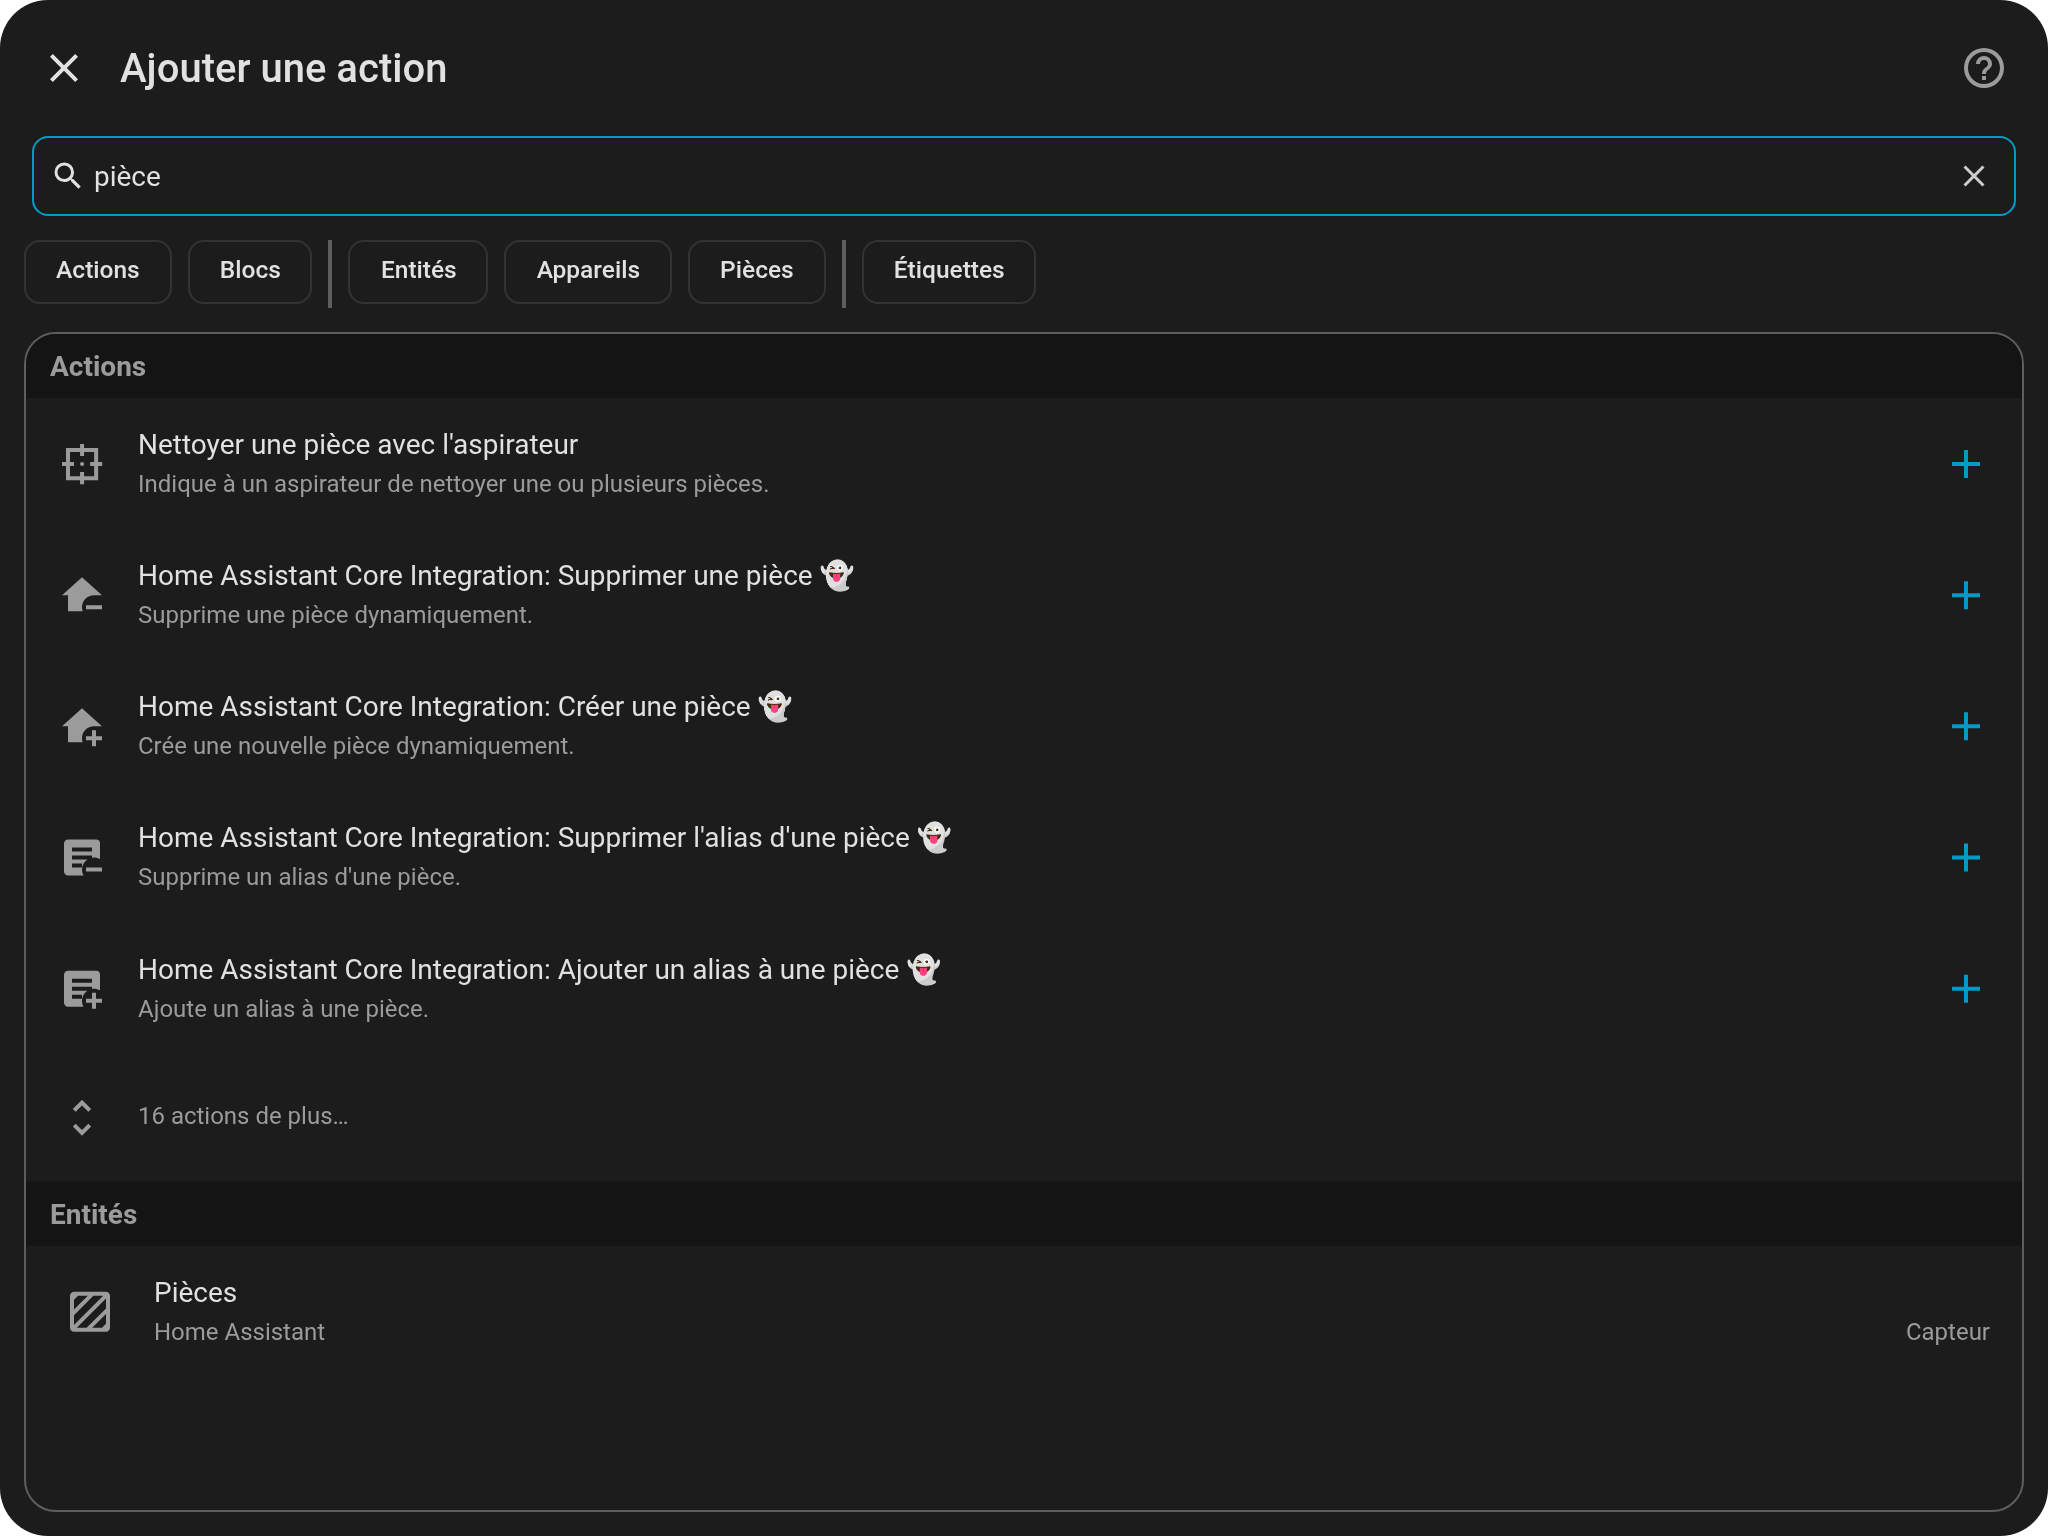 Ajouter une action
pièce
Actions
Blocs
Entités
Appareils
Pièces
Étiquettes
Actions
Nettoyer une pièce avec l'aspirateur
Indique à un aspirateur de nettoyer une ou plusieurs pièces.
Home Assistant Core Integration: Supprimer une pièce 👻
Supprime une pièce dynamiquement.
Home Assistant Core Integration: Créer une pièce 👻
Crée une nouvelle pièce dynamiquement.
Home Assistant Core Integration: Supprimer l'alias d'une pièce 👻
Supprime un alias d'une pièce.
Home Assistant Core Integration: Ajouter un alias à une pièce 👻
Ajoute un alias à une pièce.
16 actions de plus…
Entités
Pièces
Home Assistant
Capteur